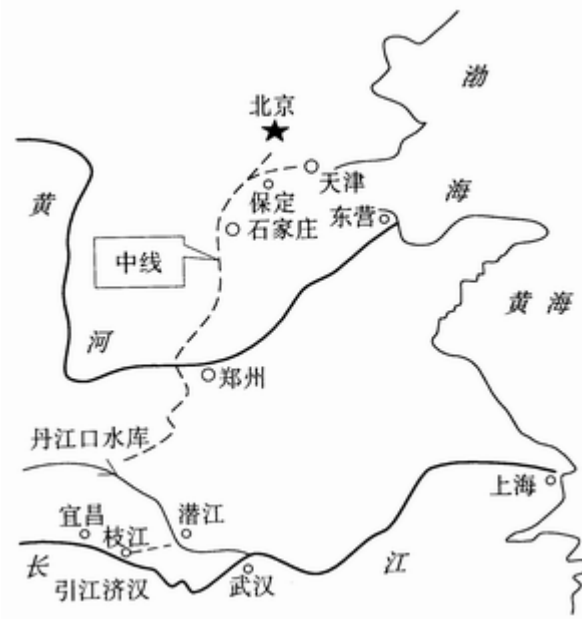 渤
北京
天津
黄
保定
海
东营
石家庄
中线
黄海
河
郑州
丹江口水库
上海
宜昌
潜江
枝江
长
江
引江济汉
武汉